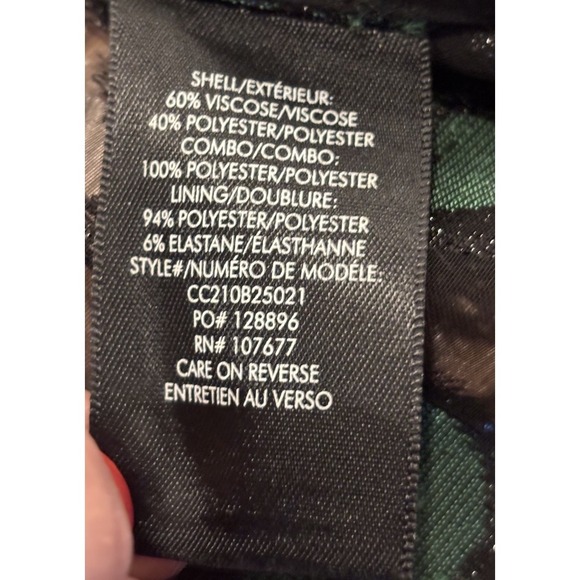 SHELL/EXTÉRIEUR:
60% VISCOSE/VISCOSE
40% POLYESTER/POLYESTER
COMBO/COMBO:
100% POLYESTER/POLYESTER
LINING/DOUBLURE:
94% POLYESTER/POLYESTER
6% ELASTANE/ÉLASTHANNE
STYLE#/NUMÉRO DE MODÉLE:
CC210B25021
PO# 128896
RN# 107677
CARE ON REVERSE
ENTRETIEN AU VERSO